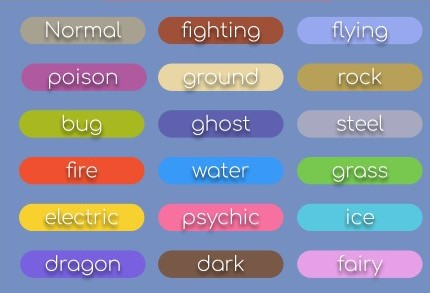 Normal fighting flying
poison ground rock
bug ghost steel
fire water grass
electric psychic ice
dragon dark fairy